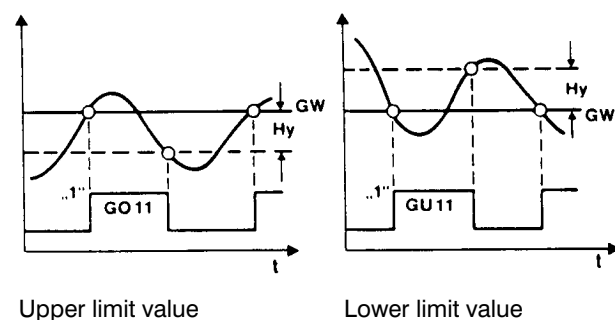 GW
Hy
„1"
GO11
t
Upper limit value
Hy
GW
„1"
GU11
t
Lower limit value